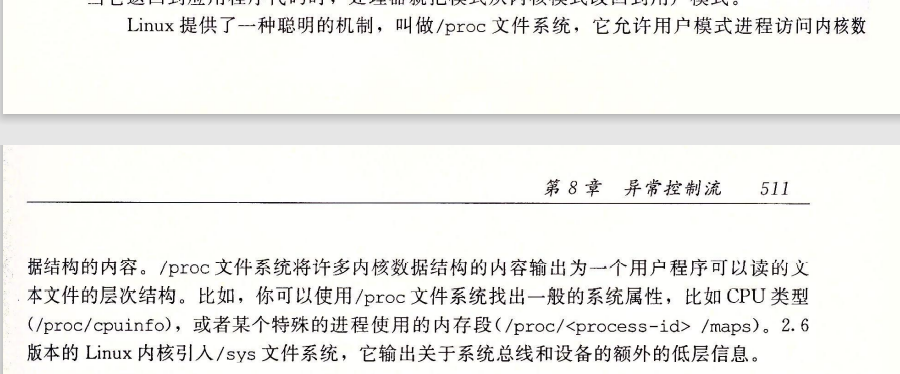 Linux 提供了一种聪明的机制，叫做/proc 文件系统，它允许用户模式进程访问内核数
第 8 章 异常控制流 511
据结构的内容。/proc 文件系统将许多内核数据结构的内容输出为一个用户程序可以读的文
本文件的层次结构。比如，你可以使用/proc 文件系统找出一般的系统属性，比如 CPU 类型
(/proc/cpuinfo)，或者某个特殊的进程使用的内存段(/proc/<process-id> /maps)。2.6
版本的 Linux 内核引入/sys 文件系统，它输出关于系统总线和设备的额外的低层信息。